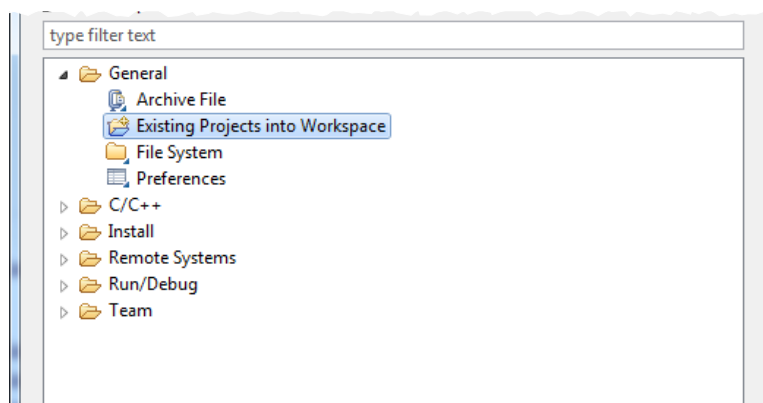 type filter text
General
Archive File
Existing Projects into Workspace
File System
Preferences
C/C++
Install
Remote Systems
Run/Debug
Team